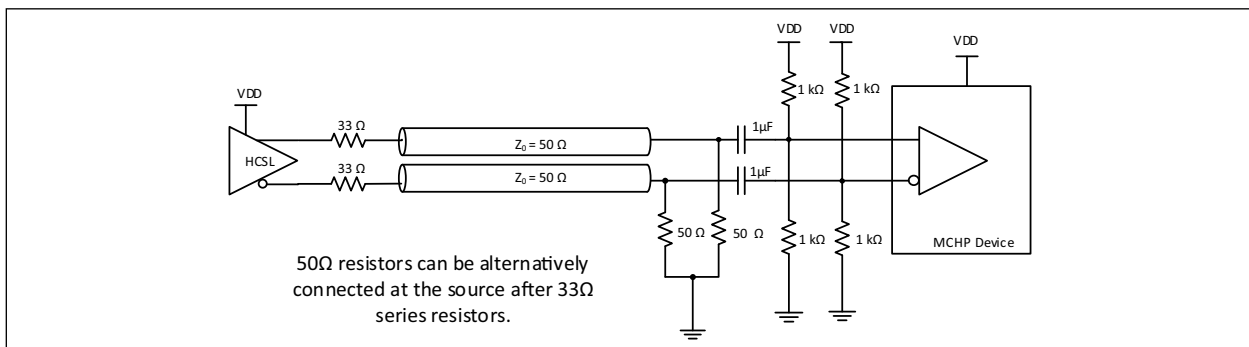 VDD
VDD
VDD
VDD
1 kΩ
1 kΩ
33 Ω
1µF
HCSL
Z₀ = 50 Ω
33 Ω
Z₀ = 50 Ω
1µF
50 Ω
50 Ω
1 kΩ
1 kΩ
MCHP Device
50Ω resistors can be alternatively
connected at the source after 33Ω
series resistors.